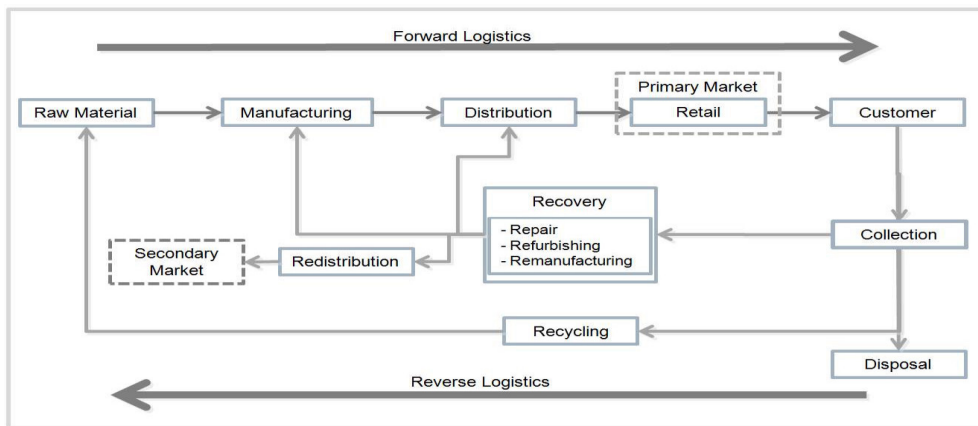 Forward Logistics
Primary Market
Raw Material
Manufacturing
Distribution
Retail
Customer
Recovery
- Repair
- Refurbishing
- Remanufacturing
Collection
Secondary
Market
Redistribution
Recycling
Disposal
Reverse Logistics